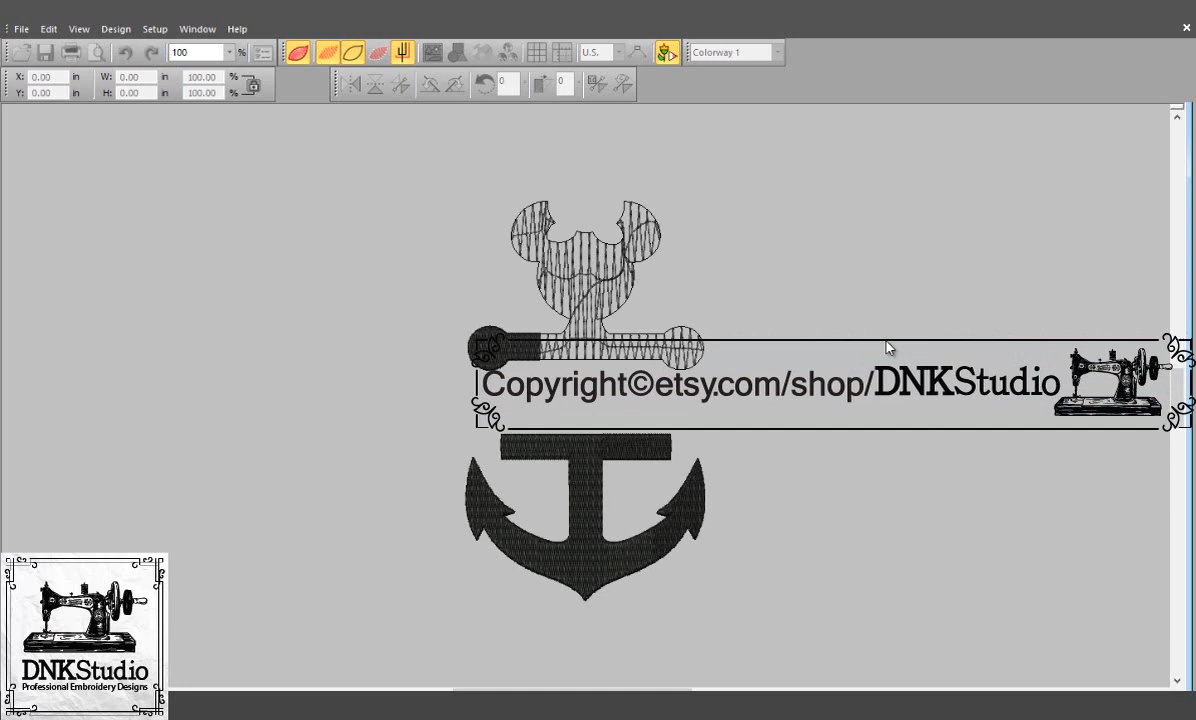 File Edit View Design Setup Window Help
100 % U.S. Colorway 1
X: 0.00 in W: 0.00 in 100.00 % 0 0
Y: 0.00 in H: 0.00 in 100.00 %
Copyright©etsy.com/shop/DNKStudio
DNKStudio
Professional Embroidery Designs